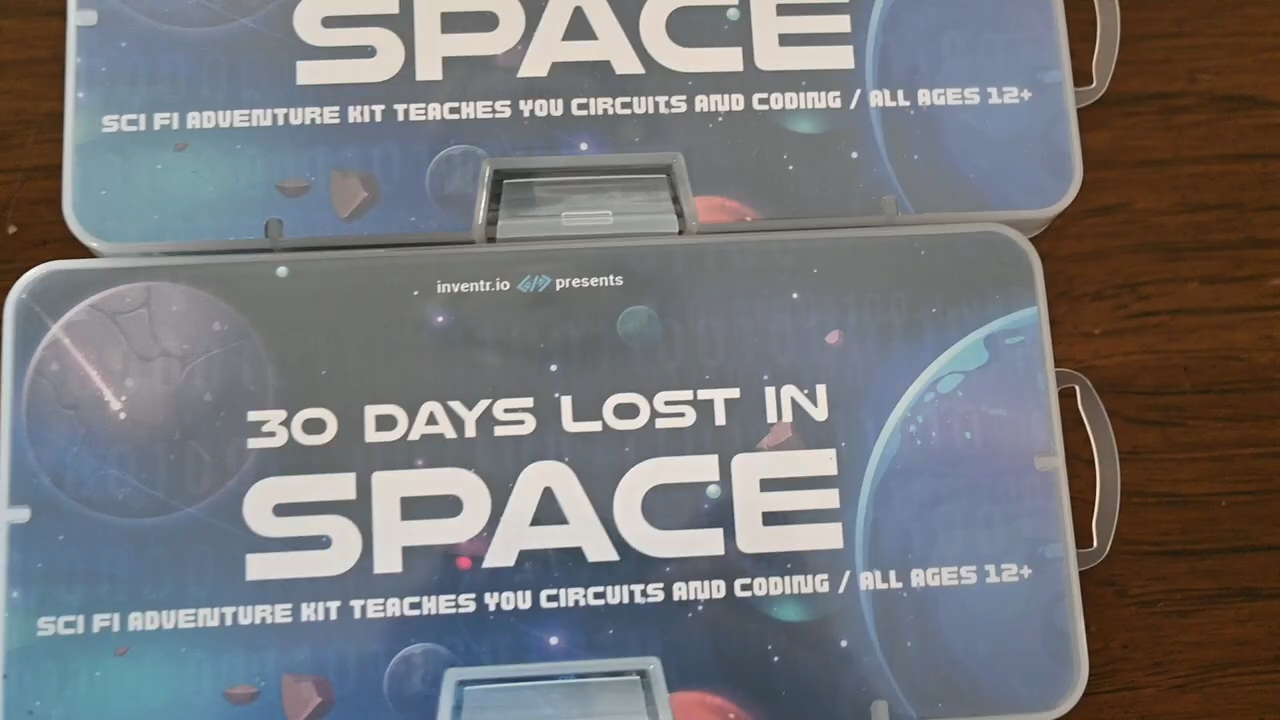 SPACE
SCI FI ADVENTURE KIT TEACHES YOU CIRCUITS AND CODING / ALL AGES 12+
inventr.io </> presents
30 DAYS LOST IN
SPACE
SCI FI ADVENTURE KIT TEACHES YOU CIRCUITS AND CODING / ALL AGES 12+